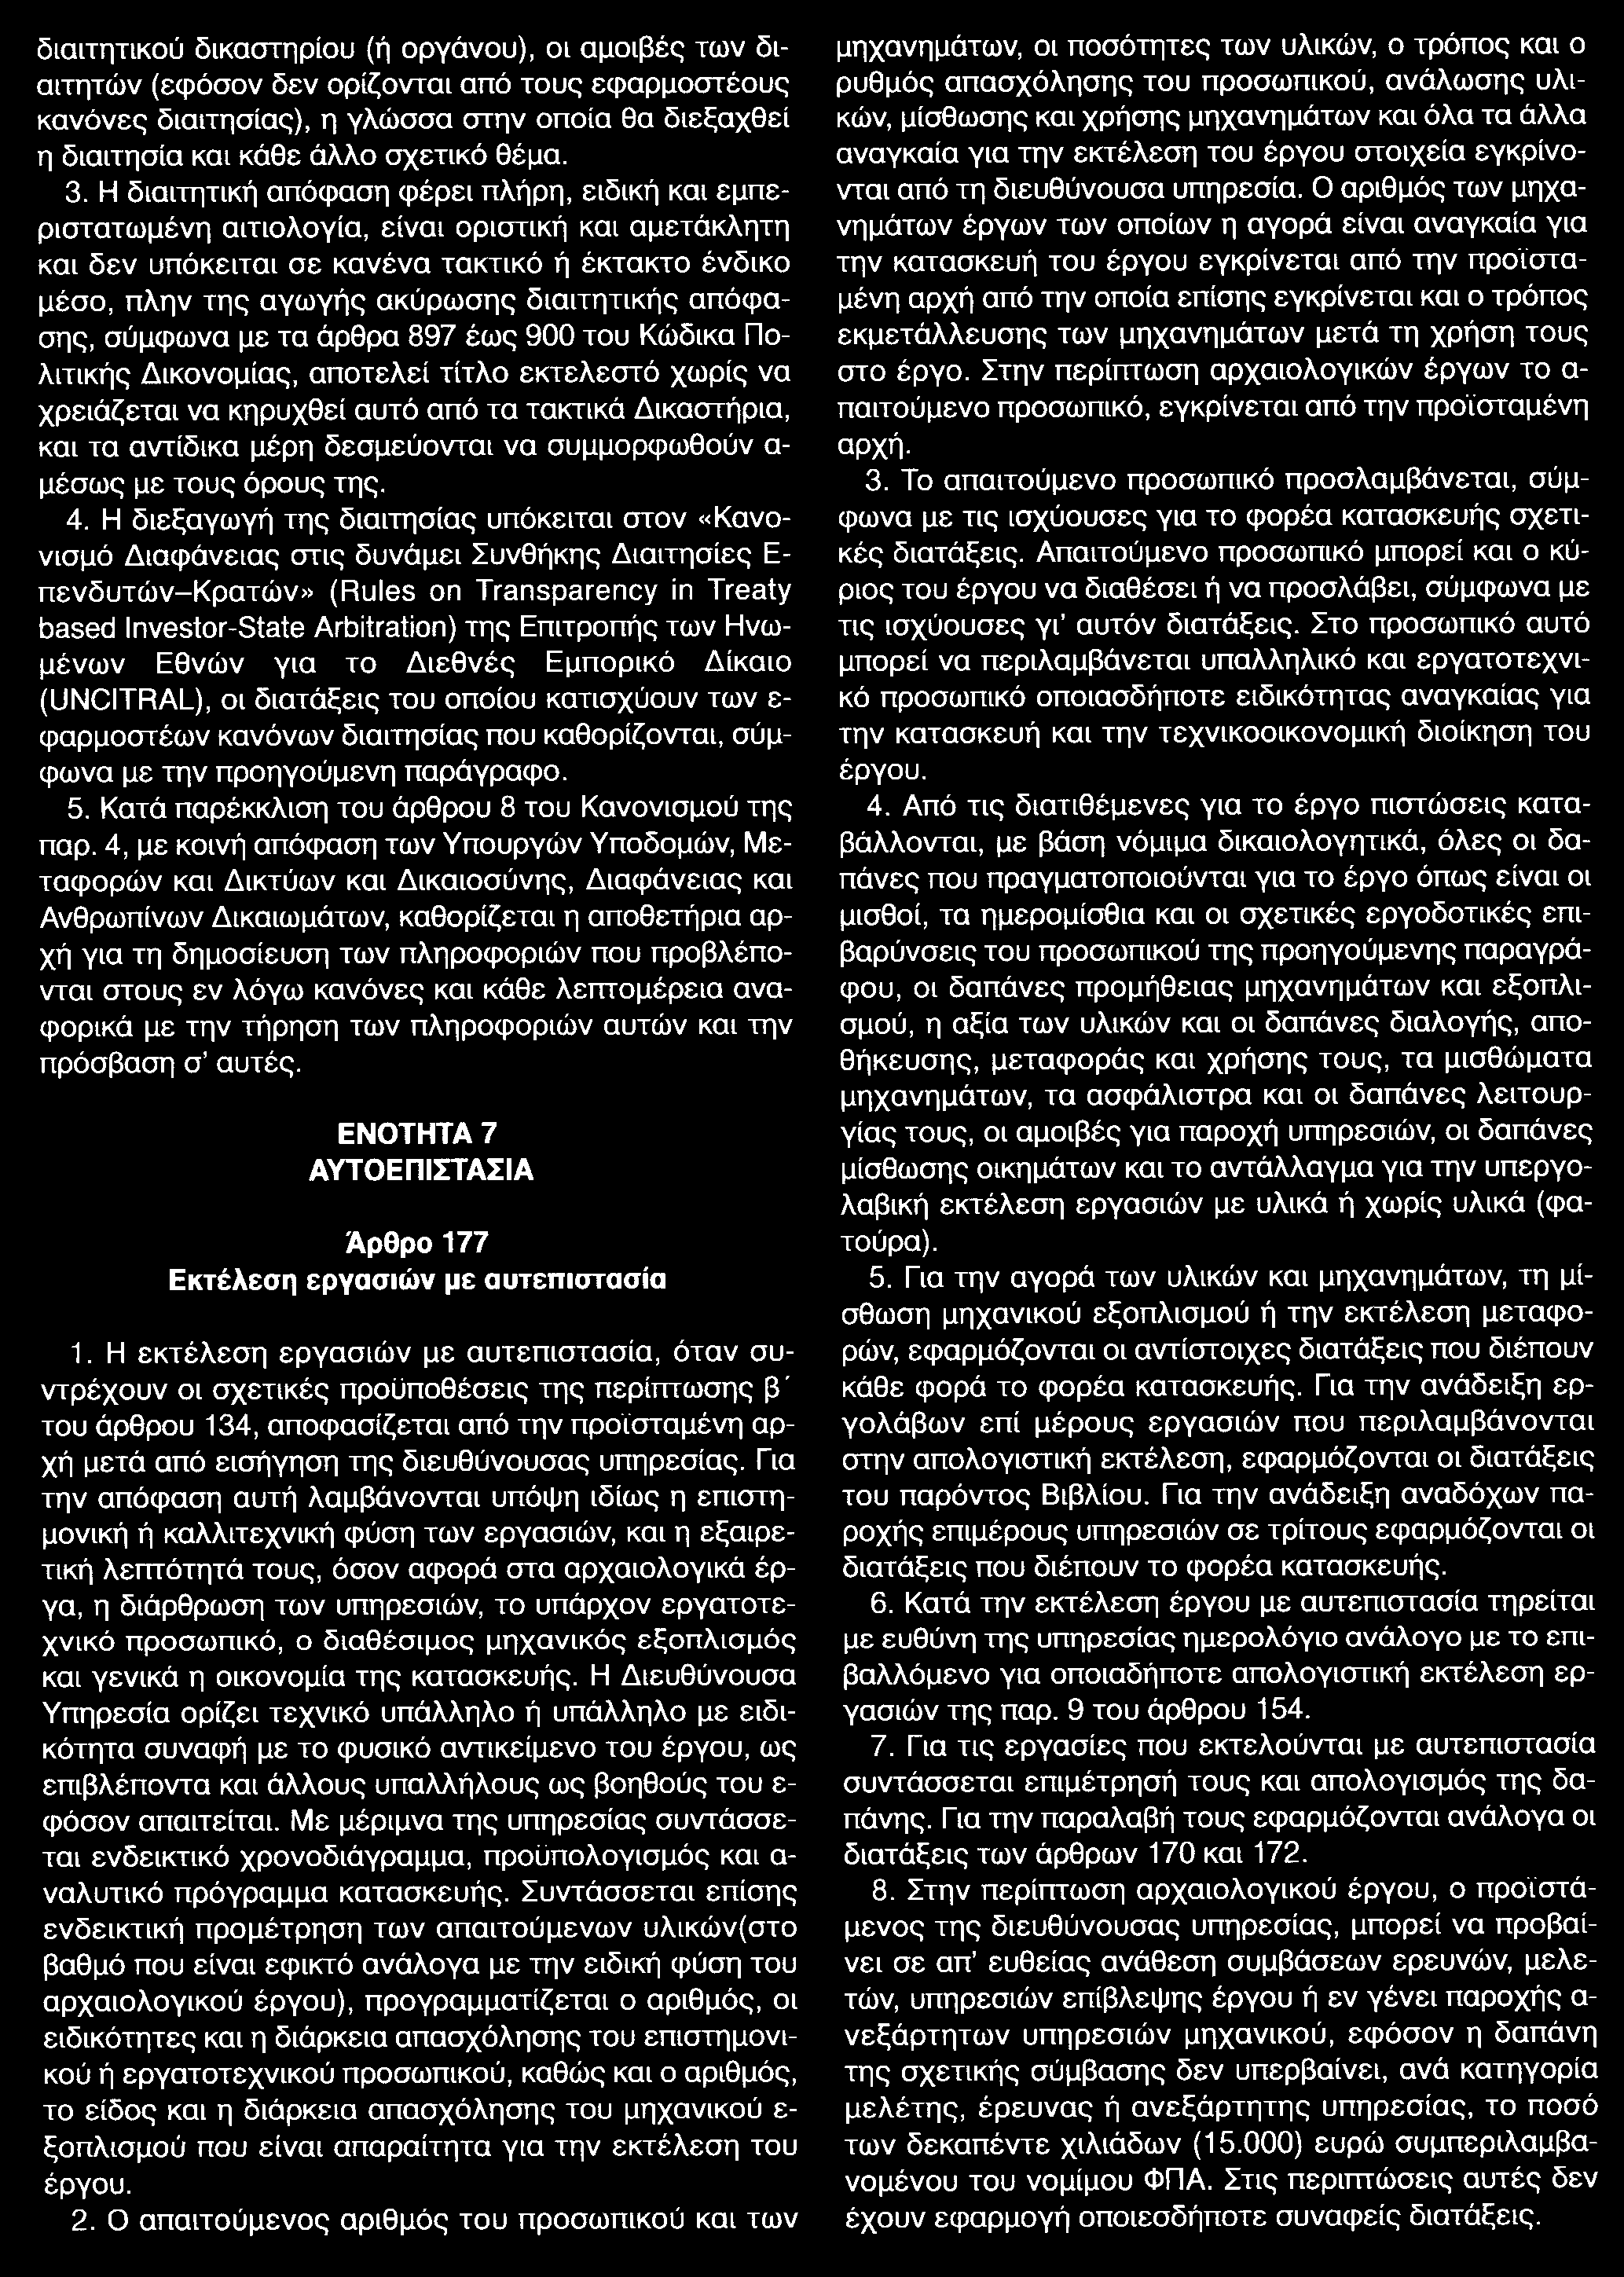 διαιτητικού δικαστηρίου (ή οργάνου), οι αμοιβές των δι-
αιτητών (εφόσον δεν ορίζονται από τους εφαρμοστέους
κανόνες διαιτησίας), η γλώσσα στην οποία θα διεξαχθεί
η διαιτησία και κάθε άλλο σχετικό θέμα.
3. Η διαιτητική απόφαση φέρει πλήρη, ειδική και εμπε-
ριστατωμένη αιτιολογία, είναι οριστική και αμετάκλητη
και δεν υπόκειται σε κανένα τακτικό ή έκτακτο ένδικο
μέσο, πλην της αγωγής ακύρωσης διαιτητικής απόφα-
σης, σύμφωνα με τα άρθρα 897 έως 900 του Κώδικα Πο-
λιτικής Δικονομίας, αποτελεί τίτλο εκτελεστό χωρίς να
χρειάζεται να κηρυχθεί αυτό από τα τακτικά Δικαστήρια,
και τα αντίδικα μέρη δεσμεύονται να συμμορφωθούν α-
μέσως με τους όρους της.
4. Η διεξαγωγή της διαιτησίας υπόκειται στον «Κανο-
νισμό Διαφάνειας στις δυνάμει Συνθήκης Διαιτησίες Ε-
πενδυτών–Κρατών» (Rules on Transparency in Treaty
based Investor-State Arbitration) της Επιτροπής των Ηνω-
μένων Εθνών για το Διεθνές Εμπορικό Δίκαιο
(UNCITRAL), οι διατάξεις του οποίου κατισχύουν των ε-
φαρμοστέων κανόνων διαιτησίας που καθορίζονται, σύμ-
φωνα με την προηγούμενη παράγραφο.
5. Κατά παρέκκλιση του άρθρου 8 του Κανονισμού της
παρ. 4, με κοινή απόφαση των Υπουργών Υποδομών, Με-
ταφορών και Δικτύων και Δικαιοσύνης, Διαφάνειας και
Ανθρωπίνων Δικαιωμάτων, καθορίζεται η αποθετήρια αρ-
χή για τη δημοσίευση των πληροφοριών που προβλέπο-
νται στους εν λόγω κανόνες και κάθε λεπτομέρεια ανα-
φορικά με την τήρηση των πληροφοριών αυτών και την
πρόσβαση σ’ αυτές.
ΕΝΟΤΗΤΑ 7
ΑΥΤΟΕΠΙΣΤΑΣΙΑ
Άρθρο 177
Εκτέλεση εργασιών με αυτεπιστασία
1. Η εκτέλεση εργασιών με αυτεπιστασία, όταν συ-
ντρέχουν οι σχετικές προϋποθέσεις της περίπτωσης β΄
του άρθρου 134, αποφασίζεται από την προϊσταμένη αρ-
χή μετά από εισήγηση της διευθύνουσας υπηρεσίας. Για
την απόφαση αυτή λαμβάνονται υπόψη ιδίως η επιστη-
μονική ή καλλιτεχνική φύση των εργασιών, και η εξαιρε-
τική λεπτότητά τους, όσον αφορά στα αρχαιολογικά έρ-
γα, η διάρθρωση των υπηρεσιών, το υπάρχον εργατοτε-
χνικό προσωπικό, ο διαθέσιμος μηχανικός εξοπλισμός
και γενικά η οικονομία της κατασκευής. Η Διευθύνουσα
Υπηρεσία ορίζει τεχνικό υπάλληλο ή υπάλληλο με ειδι-
κότητα συναφή με το φυσικό αντικείμενο του έργου, ως
επιβλέποντα και άλλους υπαλλήλους ως βοηθούς του ε-
φόσον απαιτείται. Με μέριμνα της υπηρεσίας συντάσσε-
ται ενδεικτικό χρονοδιάγραμμα, προϋπολογισμός και α-
ναλυτικό πρόγραμμα κατασκευής. Συντάσσεται επίσης
ενδεικτική προμέτρηση των απαιτούμενων υλικών(στο
βαθμό που είναι εφικτό ανάλογα με την ειδική φύση του
αρχαιολογικού έργου), προγραμματίζεται ο αριθμός, οι
ειδικότητες και η διάρκεια απασχόλησης του επιστημονι-
κού ή εργατοτεχνικού προσωπικού, καθώς και ο αριθμός,
το είδος και η διάρκεια απασχόλησης του μηχανικού ε-
ξοπλισμού που είναι απαραίτητα για την εκτέλεση του
έργου.
2. Ο απαιτούμενος αριθμός του προσωπικού και των
μηχανημάτων, οι ποσότητες των υλικών, ο τρόπος και ο
ρυθμός απασχόλησης του προσωπικού, ανάλωσης υλι-
κών, μίσθωσης και χρήσης μηχανημάτων και όλα τα άλλα
αναγκαία για την εκτέλεση του έργου στοιχεία εγκρίνο-
νται από τη διευθύνουσα υπηρεσία. Ο αριθμός των μηχα-
νημάτων έργων των οποίων η αγορά είναι αναγκαία για
την κατασκευή του έργου εγκρίνεται από την προϊστα-
μένη αρχή από την οποία επίσης εγκρίνεται και ο τρόπος
εκμετάλλευσης των μηχανημάτων μετά τη χρήση τους
στο έργο. Στην περίπτωση αρχαιολογικών έργων το α-
παιτούμενο προσωπικό, εγκρίνεται από την προϊσταμένη
αρχή.
3. Το απαιτούμενο προσωπικό προσλαμβάνεται, σύμ-
φωνα με τις ισχύουσες για το φορέα κατασκευής σχετι-
κές διατάξεις. Απαιτούμενο προσωπικό μπορεί και ο κύ-
ριος του έργου να διαθέσει ή να προσλάβει, σύμφωνα με
τις ισχύουσες γι’ αυτόν διατάξεις. Στο προσωπικό αυτό
μπορεί να περιλαμβάνεται υπαλληλικό και εργατοτεχνι-
κό προσωπικό οποιασδήποτε ειδικότητας αναγκαίας για
την κατασκευή και την τεχνικοοικονομική διοίκηση του
έργου.
4. Από τις διατιθέμενες για το έργο πιστώσεις κατα-
βάλλονται, με βάση νόμιμα δικαιολογητικά, όλες οι δα-
πάνες που πραγματοποιούνται για το έργο όπως είναι οι
μισθοί, τα ημερομίσθια και οι σχετικές εργοδοτικές επι-
βαρύνσεις του προσωπικού της προηγούμενης παραγρά-
φου, οι δαπάνες προμήθειας μηχανημάτων και εξοπλι-
σμού, η αξία των υλικών και οι δαπάνες διαλογής, απο-
θήκευσης, μεταφοράς και χρήσης τους, τα μισθώματα
μηχανημάτων, τα ασφάλιστρα και οι δαπάνες λειτουρ-
γίας τους, οι αμοιβές για παροχή υπηρεσιών, οι δαπάνες
μίσθωσης οικημάτων και το αντάλλαγμα για την υπεργο-
λαβική εκτέλεση εργασιών με υλικά ή χωρίς υλικά (φα-
τούρα).
5. Για την αγορά των υλικών και μηχανημάτων, τη μί-
σθωση μηχανικού εξοπλισμού ή την εκτέλεση μεταφο-
ρών, εφαρμόζονται οι αντίστοιχες διατάξεις που διέπουν
κάθε φορά το φορέα κατασκευής. Για την ανάδειξη ερ-
γολάβων επί μέρους εργασιών που περιλαμβάνονται
στην απολογιστική εκτέλεση, εφαρμόζονται οι διατάξεις
του παρόντος Βιβλίου. Για την ανάδειξη αναδόχων πα-
ροχής επιμέρους υπηρεσιών σε τρίτους εφαρμόζονται οι
διατάξεις που διέπουν το φορέα κατασκευής.
6. Κατά την εκτέλεση έργου με αυτεπιστασία τηρείται
με ευθύνη της υπηρεσίας ημερολόγιο ανάλογο με το επι-
βαλλόμενο για οποιαδήποτε απολογιστική εκτέλεση ερ-
γασιών της παρ. 9 του άρθρου 154.
7. Για τις εργασίες που εκτελούνται με αυτεπιστασία
συντάσσεται επιμέτρησή τους και απολογισμός της δα-
πάνης. Για την παραλαβή τους εφαρμόζονται ανάλογα οι
διατάξεις των άρθρων 170 και 172.
8. Στην περίπτωση αρχαιολογικού έργου, ο προϊστά-
μενος της διευθύνουσας υπηρεσίας, μπορεί να προβαί-
νει σε απ’ ευθείας ανάθεση συμβάσεων ερευνών, μελε-
τών, υπηρεσιών επίβλεψης έργου ή εν γένει παροχής α-
νεξάρτητων υπηρεσιών μηχανικού, εφόσον η δαπάνη
της σχετικής σύμβασης δεν υπερβαίνει, ανά κατηγορία
μελέτης, έρευνας ή ανεξάρτητης υπηρεσίας, το ποσό
των δεκαπέντε χιλιάδων (15.000) ευρώ συμπεριλαμβα-
νομένου του νομίμου ΦΠΑ. Στις περιπτώσεις αυτές δεν
έχουν εφαρμογή οποιεσδήποτε συναφείς διατάξεις.